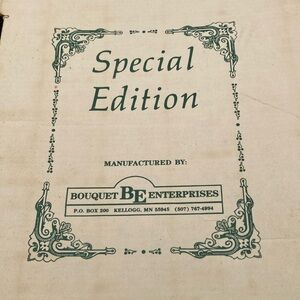 Special
Edition
MANUFACTURED BY:
BOUQUET BE ENTERPRISES
P.O. BOX 200 KELLOGG, MN 55945 (507) 767-4994